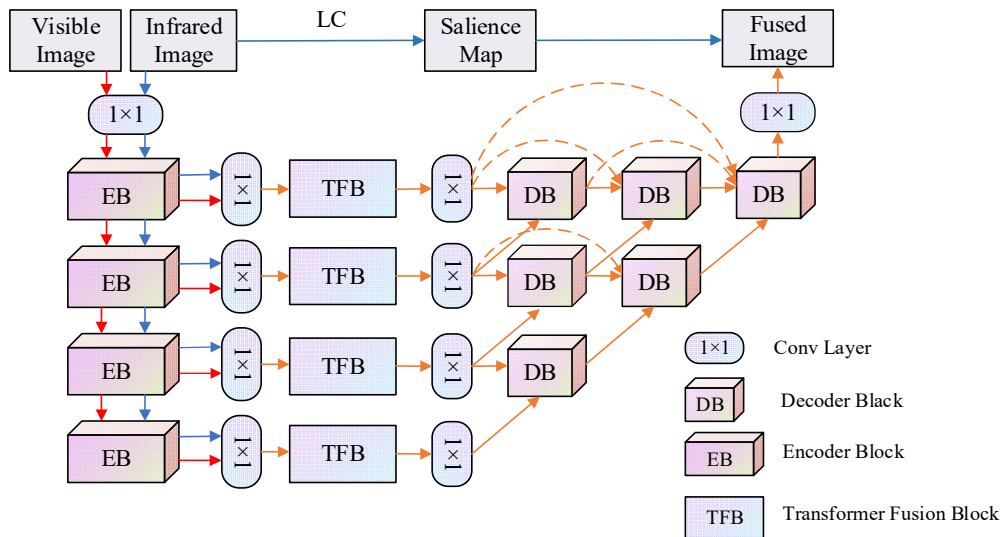 Visible
Image
Infrared
Image
LC
Salience
Map
Fused
Image
1×1
1×1
EB
1×1
TFB
1×1
DB
DB
DB
EB
1×1
TFB
1×1
DB
DB
EB
1×1
TFB
1×1
DB
EB
1×1
TFB
1×1
1×1 Conv Layer
DB Decoder Black
EB Encoder Block
TFB Transformer Fusion Block